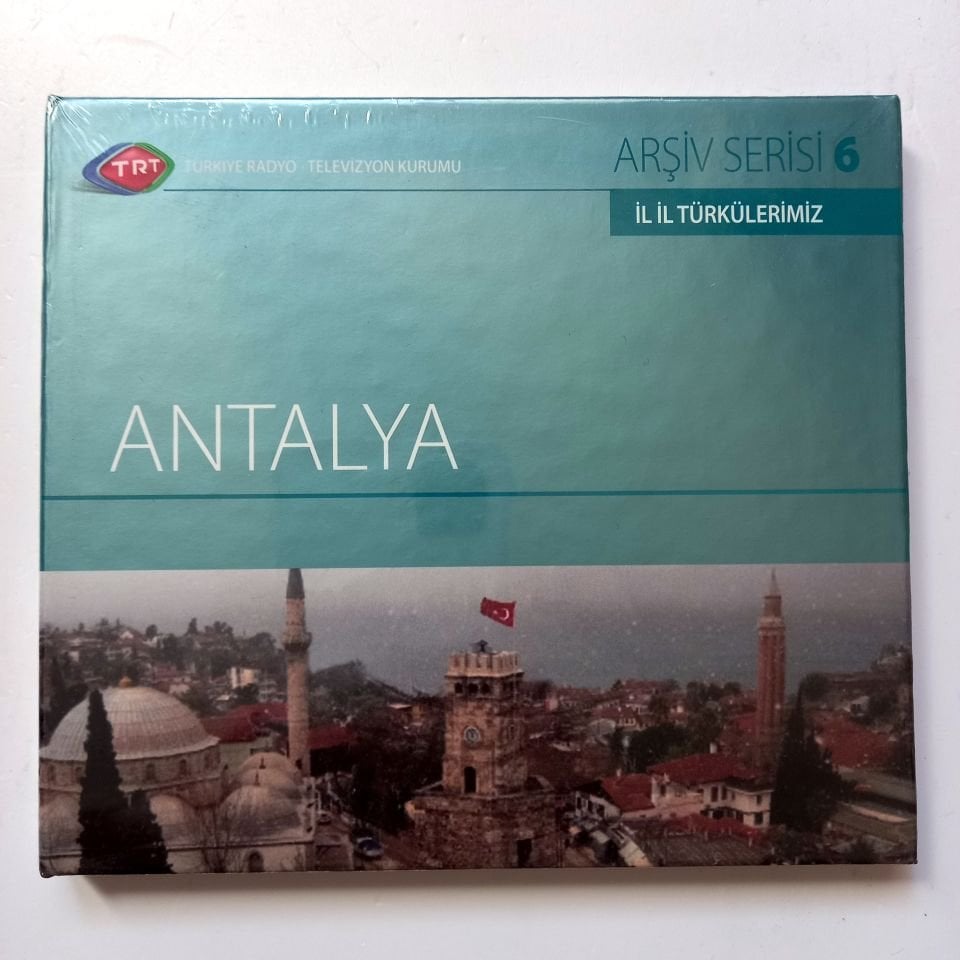 TRT
TÜRKİYE RADYO - TELEVİZYON KURUMU
ARŞİV SERİSİ 6
İL İL TÜRKÜLERİMİZ
ANTALYA